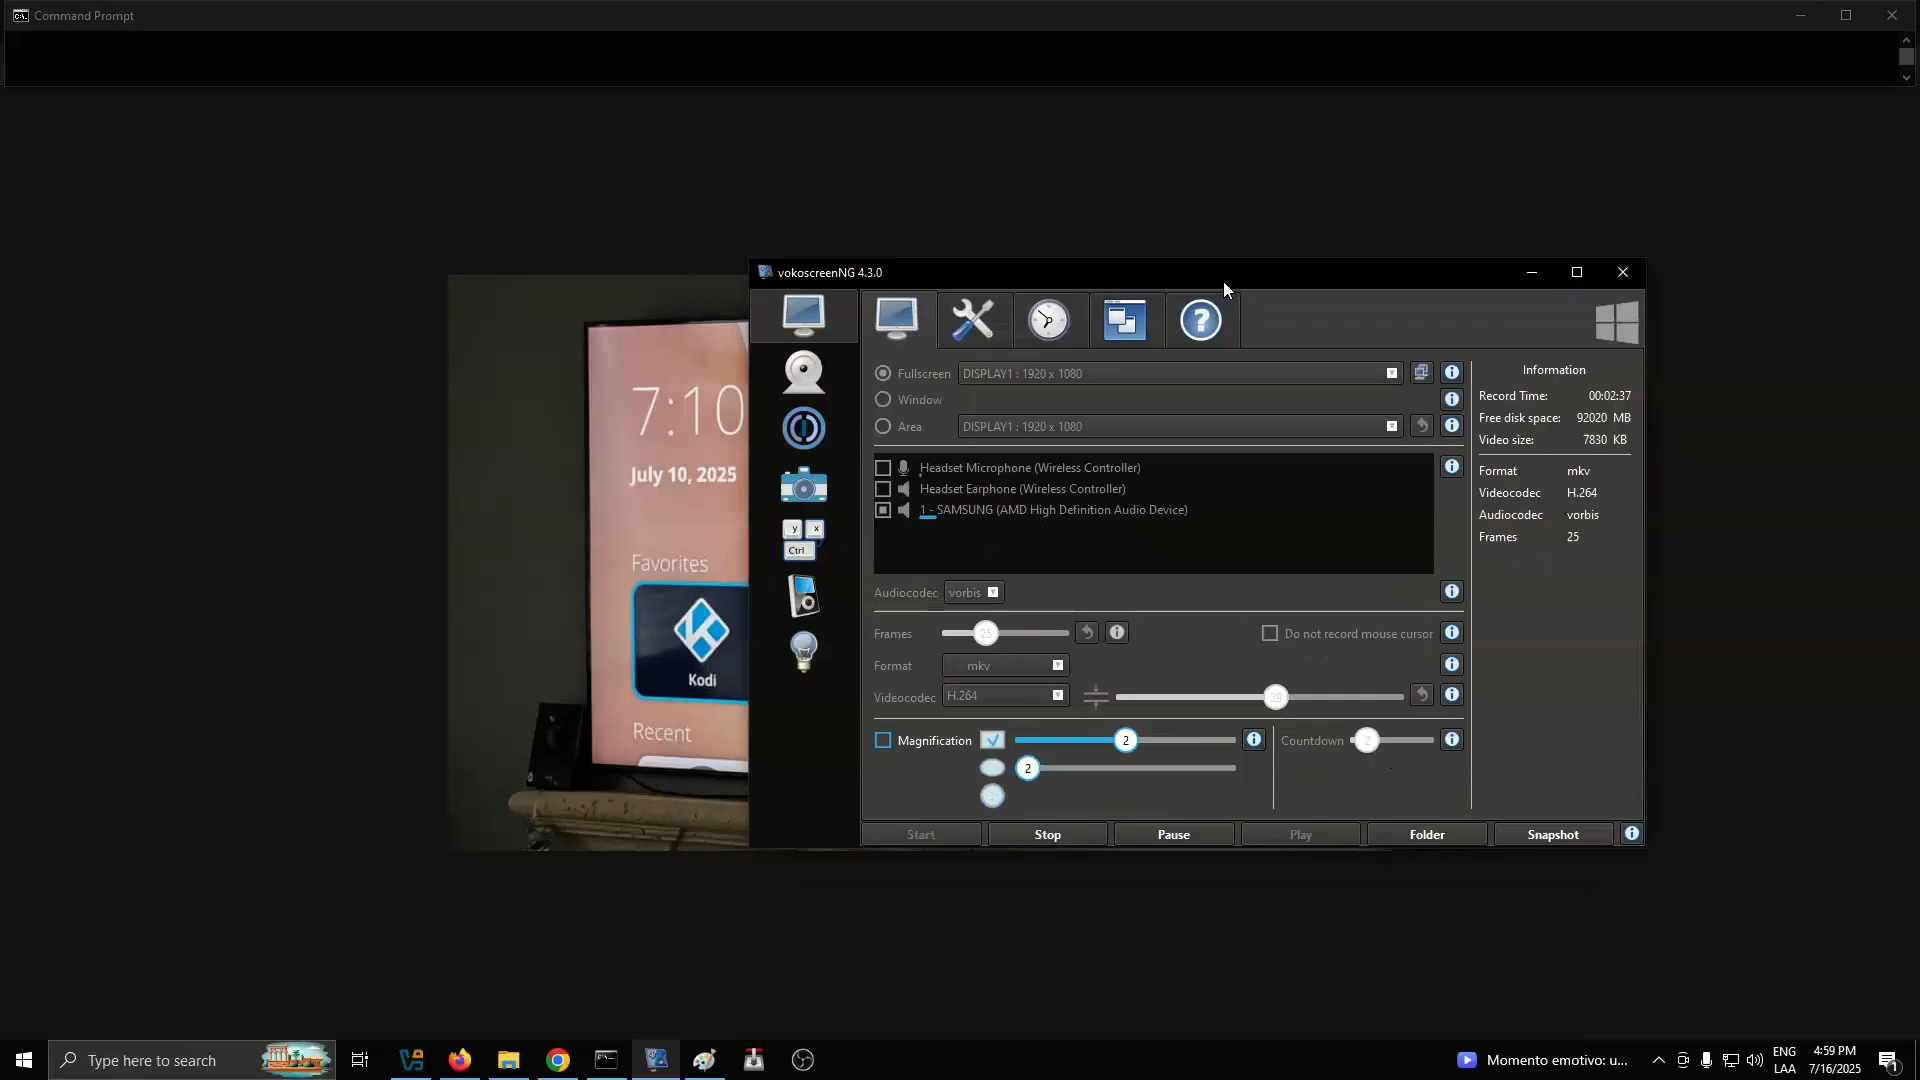 Command Prompt
7:10
July 10, 2025
Favorites
Kodi
Recent
vokoscreenNG 4.3.0
y x
Ctrl
Fullscreen DISPLAY1 : 1920 x 1080
Window
Area DISPLAY1 : 1920 x 1080
Headset Microphone (Wireless Controller)
Headset Earphone (Wireless Controller)
1 - SAMSUNG (AMD High Definition Audio Device)
Audiocodec vorbis
Frames 25 Do not record mouse cursor
Format mkv
Videocodec H.264 29
Magnification 2 Countdown 2
2
Start Stop Pause Play Folder Snapshot
Information
Record Time: 00:02:37
Free disk space: 92020 MB
Video size: 7830 KB
Format mkv
Videocodec H.264
Audiocodec vorbis
Frames 25
Type here to search
Momento emotivo: u...
ENG
LAA
4:59 PM
7/16/2025
1